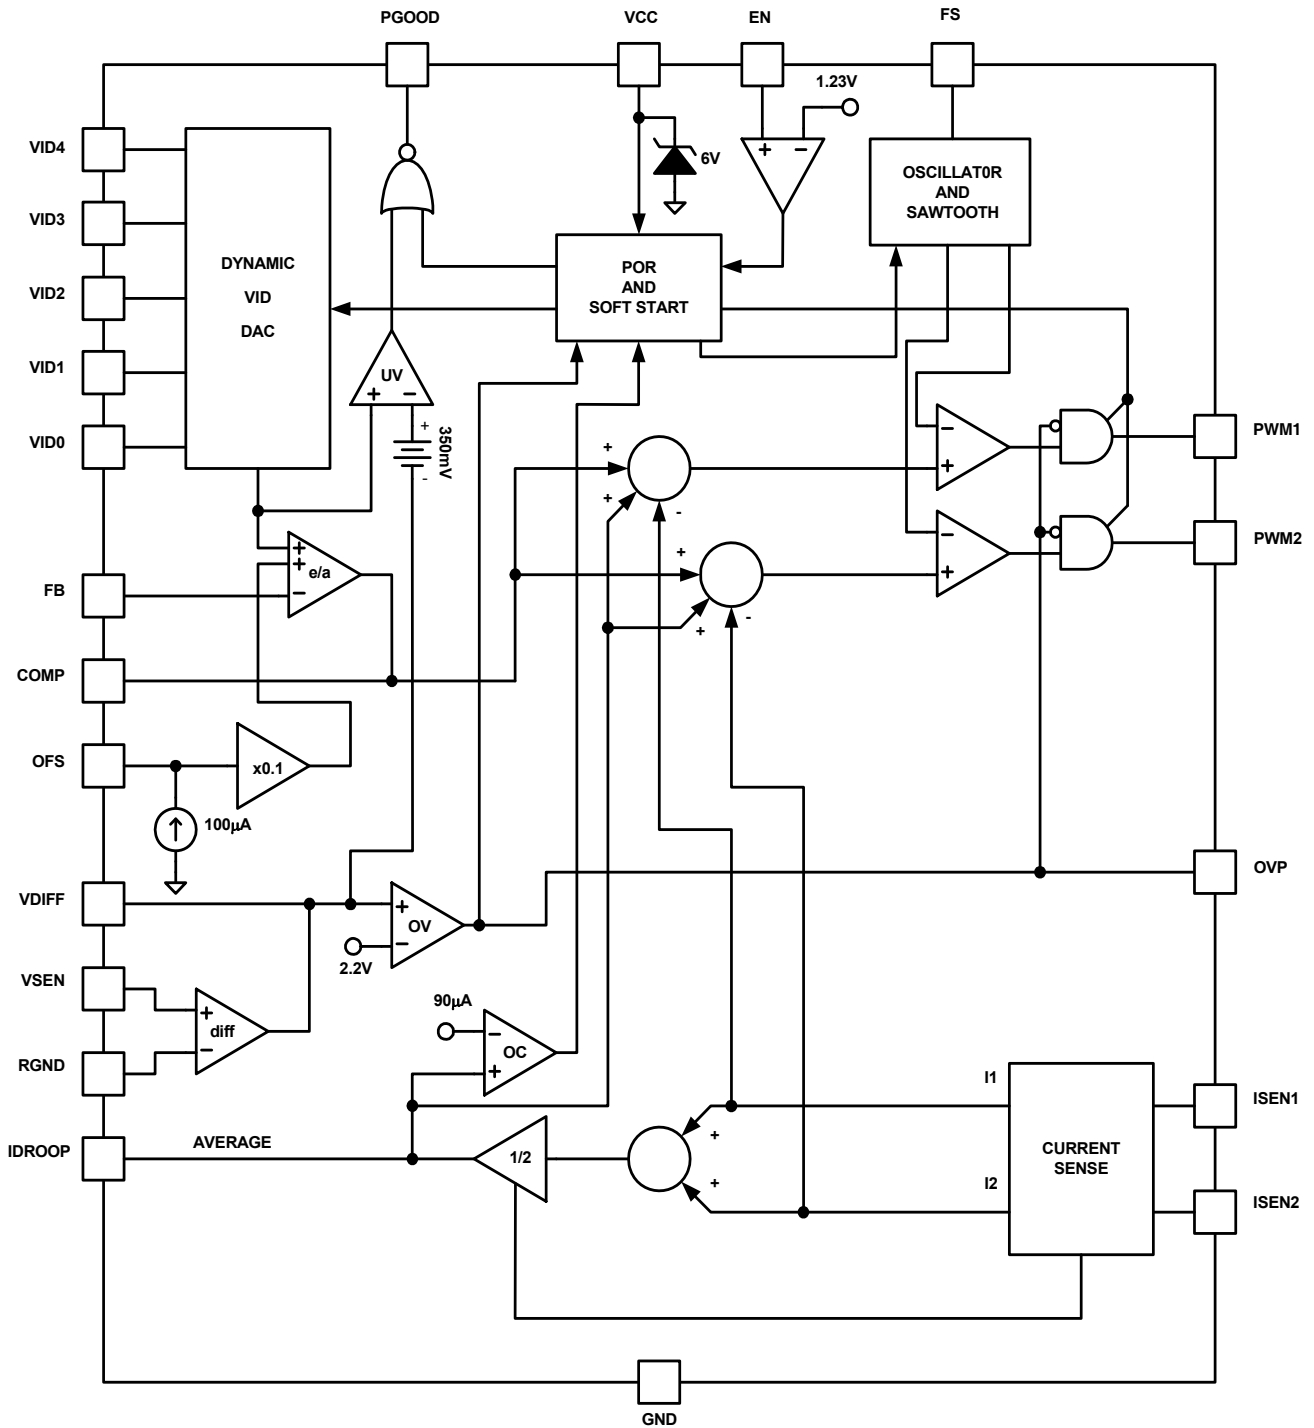 PGOOD
VCC
EN
FS
1.23V
VID4
VID3
VID2
VID1
VID0
DYNAMIC
VID
DAC
6V
+ −
OSCILLAT0R
AND
SAWTOOTH
POR
AND
SOFT START
UV
+ −
+
350mV
-
FB
+
+
−
e/a
COMP
OFS
x0.1
100µA
+
+
-
+
+
-
−
+
−
+
PWM1
PWM2
VDIFF
+
−
OV
2.2V
OVP
VSEN
RGND
+
−
diff
90µA
−
+
OC
IDROOP
AVERAGE
1/2
+
+
I1
I2
CURRENT
SENSE
ISEN1
ISEN2
GND